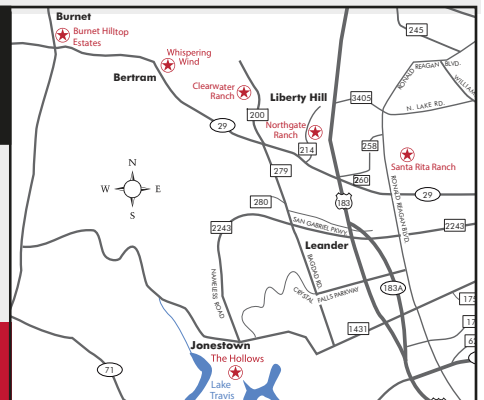 Burnet
Burnet Hilltop
Estates
245
Whispering
Wind
RONALD REAGAN BLVD.
Bertram
Clearwater
Ranch
Liberty Hill
3405
N. LAKE RD.
200
29
Northgate
Ranch
258
214
Santa Rita Ranch
279
260
N
W
E
S
29
280
183
RONALD REAGAN BLVD.
2243
SAN GABRIEL PKWY.
2243
Leander
BAGDAD RD.
NAMELESS ROAD
CRYSTAL FALLS PARKWAY
183A
1431
Jonestown
The Hollows
71
Lake
Travis